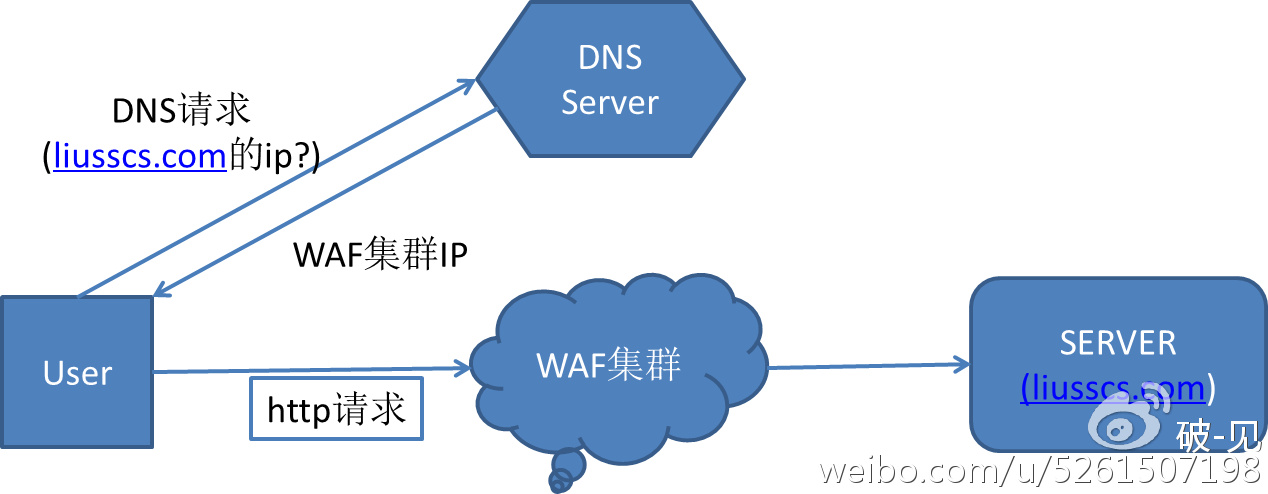 DNS
Server
DNS请求
(liusscs.com的ip?)
WAF集群IP
User
http请求
WAF集群
SERVER
(liusscs.com)
破-见
weibo.com/u/5261507198